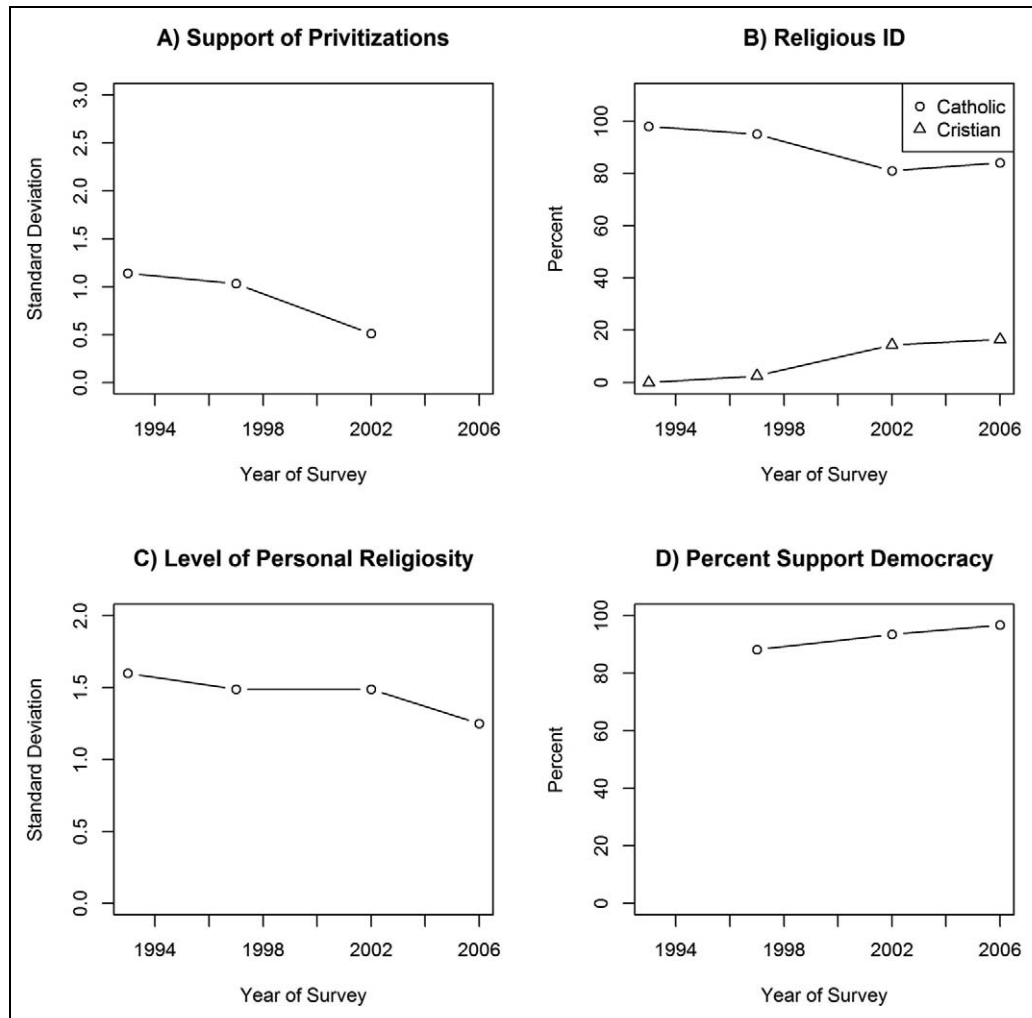 A) Support of Privitizations
Standard Deviation
3.0
2.5
2.0
1.5
1.0
0.5
0.0
1994 1998 2002 2006
Year of Survey
B) Religious ID
Catholic
Cristian
Percent
100
80
60
40
20
0
1994 1998 2002 2006
Year of Survey
C) Level of Personal Religiosity
Standard Deviation
2.0
1.5
1.0
0.5
0.0
1994 1998 2002 2006
Year of Survey
D) Percent Support Democracy
Percent
100
80
60
40
20
0
1994 1998 2002 2006
Year of Survey